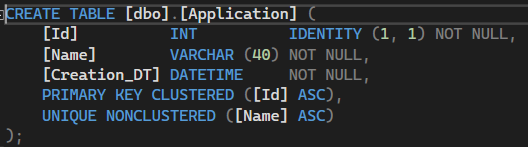 CREATE TABLE [dbo].[Application] (
    [Id]          INT          IDENTITY (1, 1) NOT NULL,
    [Name]        VARCHAR (40) NOT NULL,
    [Creation_DT] DATETIME     NOT NULL,
    PRIMARY KEY CLUSTERED ([Id] ASC),
    UNIQUE NONCLUSTERED ([Name] ASC)
);